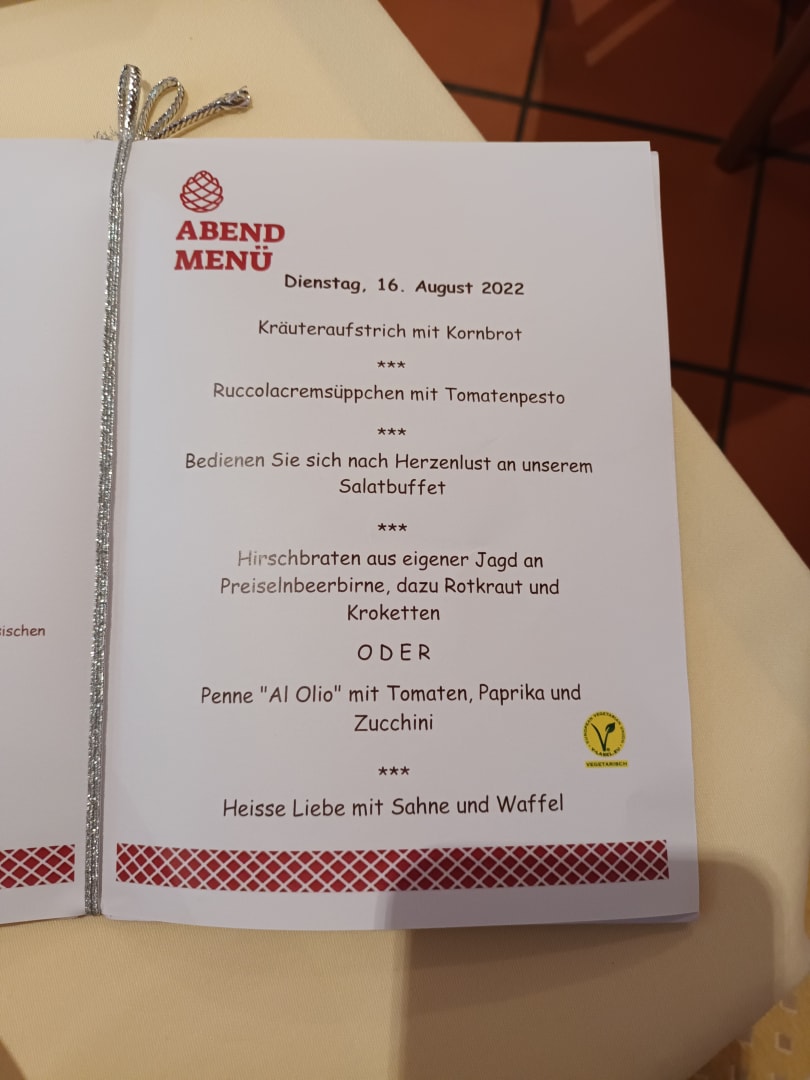 ABEND
MENÜ
Dienstag, 16. August 2022
Kräuteraufstrich mit Kornbrot
***
Ruccolacremsüppchen mit Tomatenpesto
***
Bedienen Sie sich nach Herzenlust an unserem
Salatbuffet
***
Hirschbraten aus eigener Jagd an
Preiselnbeerbirne, dazu Rotkraut und
Kroketten
ODER
Penne "Al Olio" mit Tomaten, Paprika und
Zucchini
VEGETARISCH
***
Heisse Liebe mit Sahne und Waffel